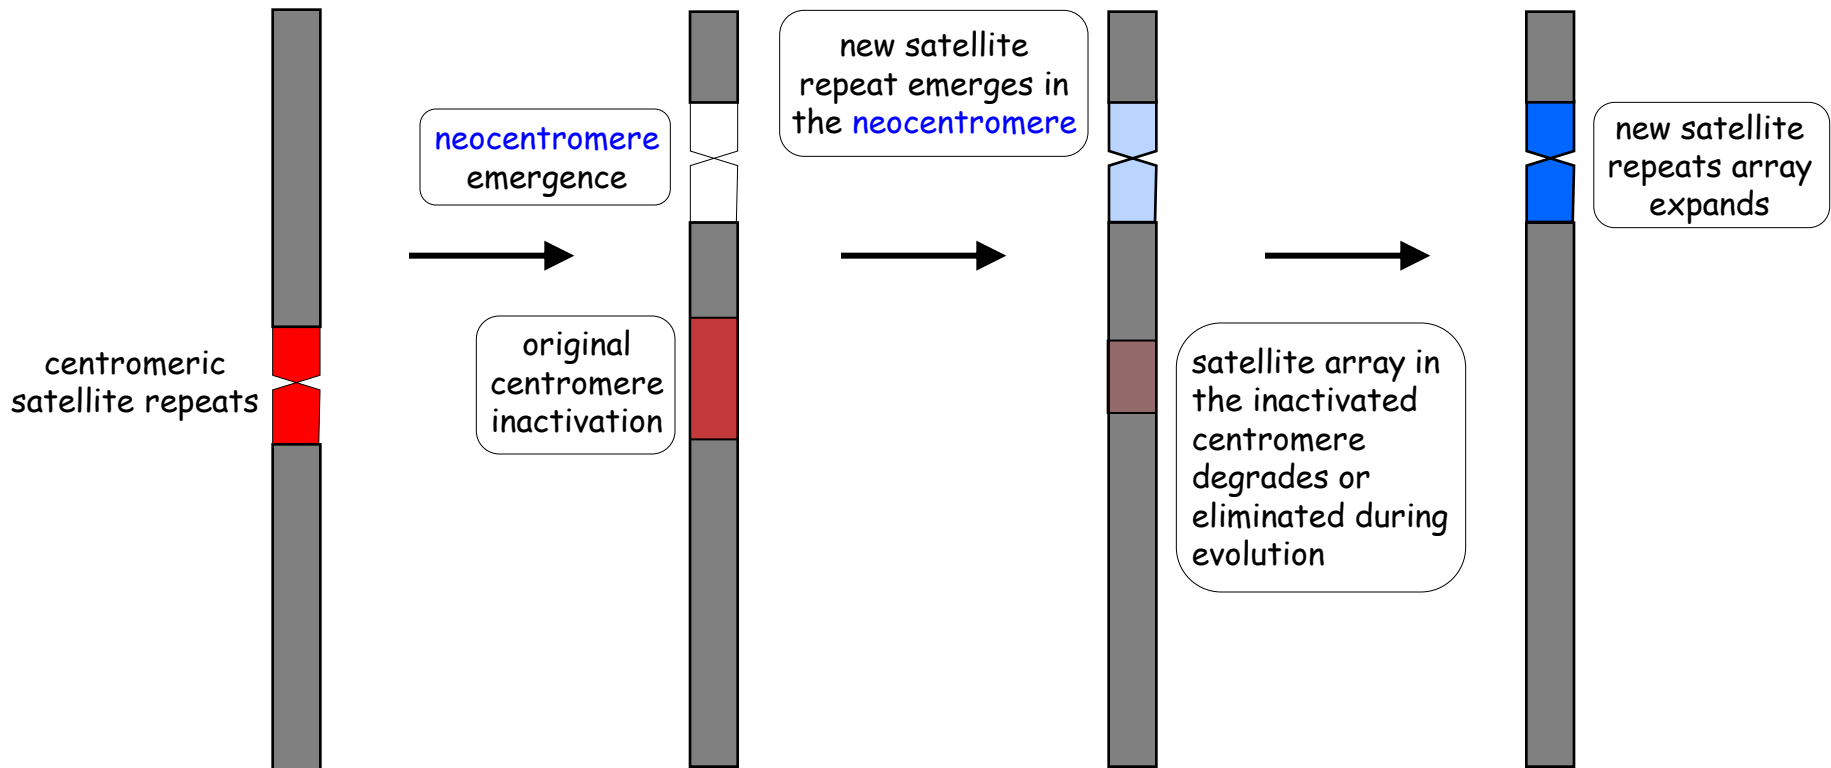 centromeric
satellite repeats
neocentromere
emergence
original
centromere
inactivation
new satellite
repeat emerges in
the neocentromere
satellite array in
the inactivated
centromere
degrades or
eliminated during
evolution
new satellite
repeats array
expands